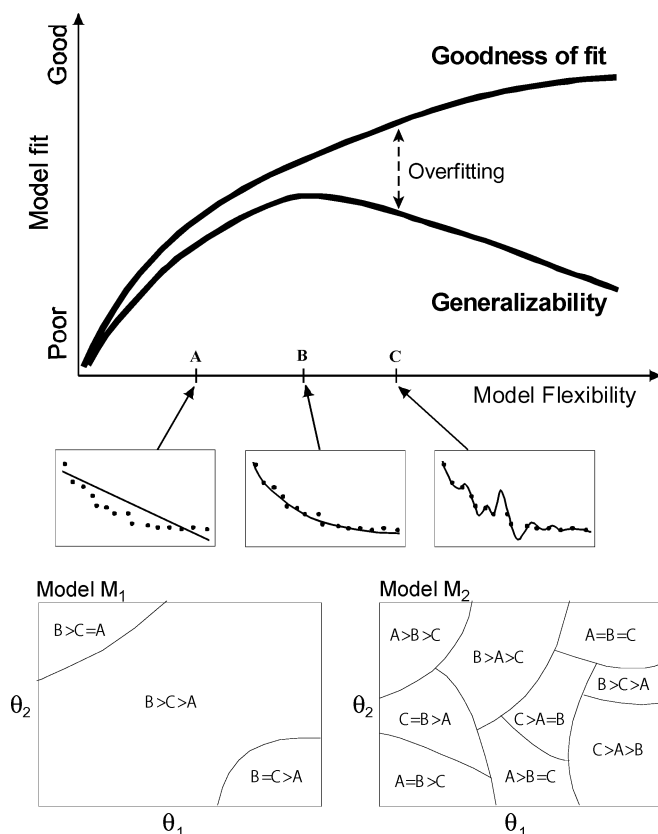 Good
Model fit
Poor
Goodness of fit
Overfitting
Generalizability
A
B
C
Model Flexibility
Model M1
B>C=A
B>C>A
B=C>A
θ2
θ1
Model M2
A>B>C
B>A>C
A=B=C
B>C>A
C=B>A
C>A=B
C>A>B
A=B>C
A>B=C
θ2
θ1